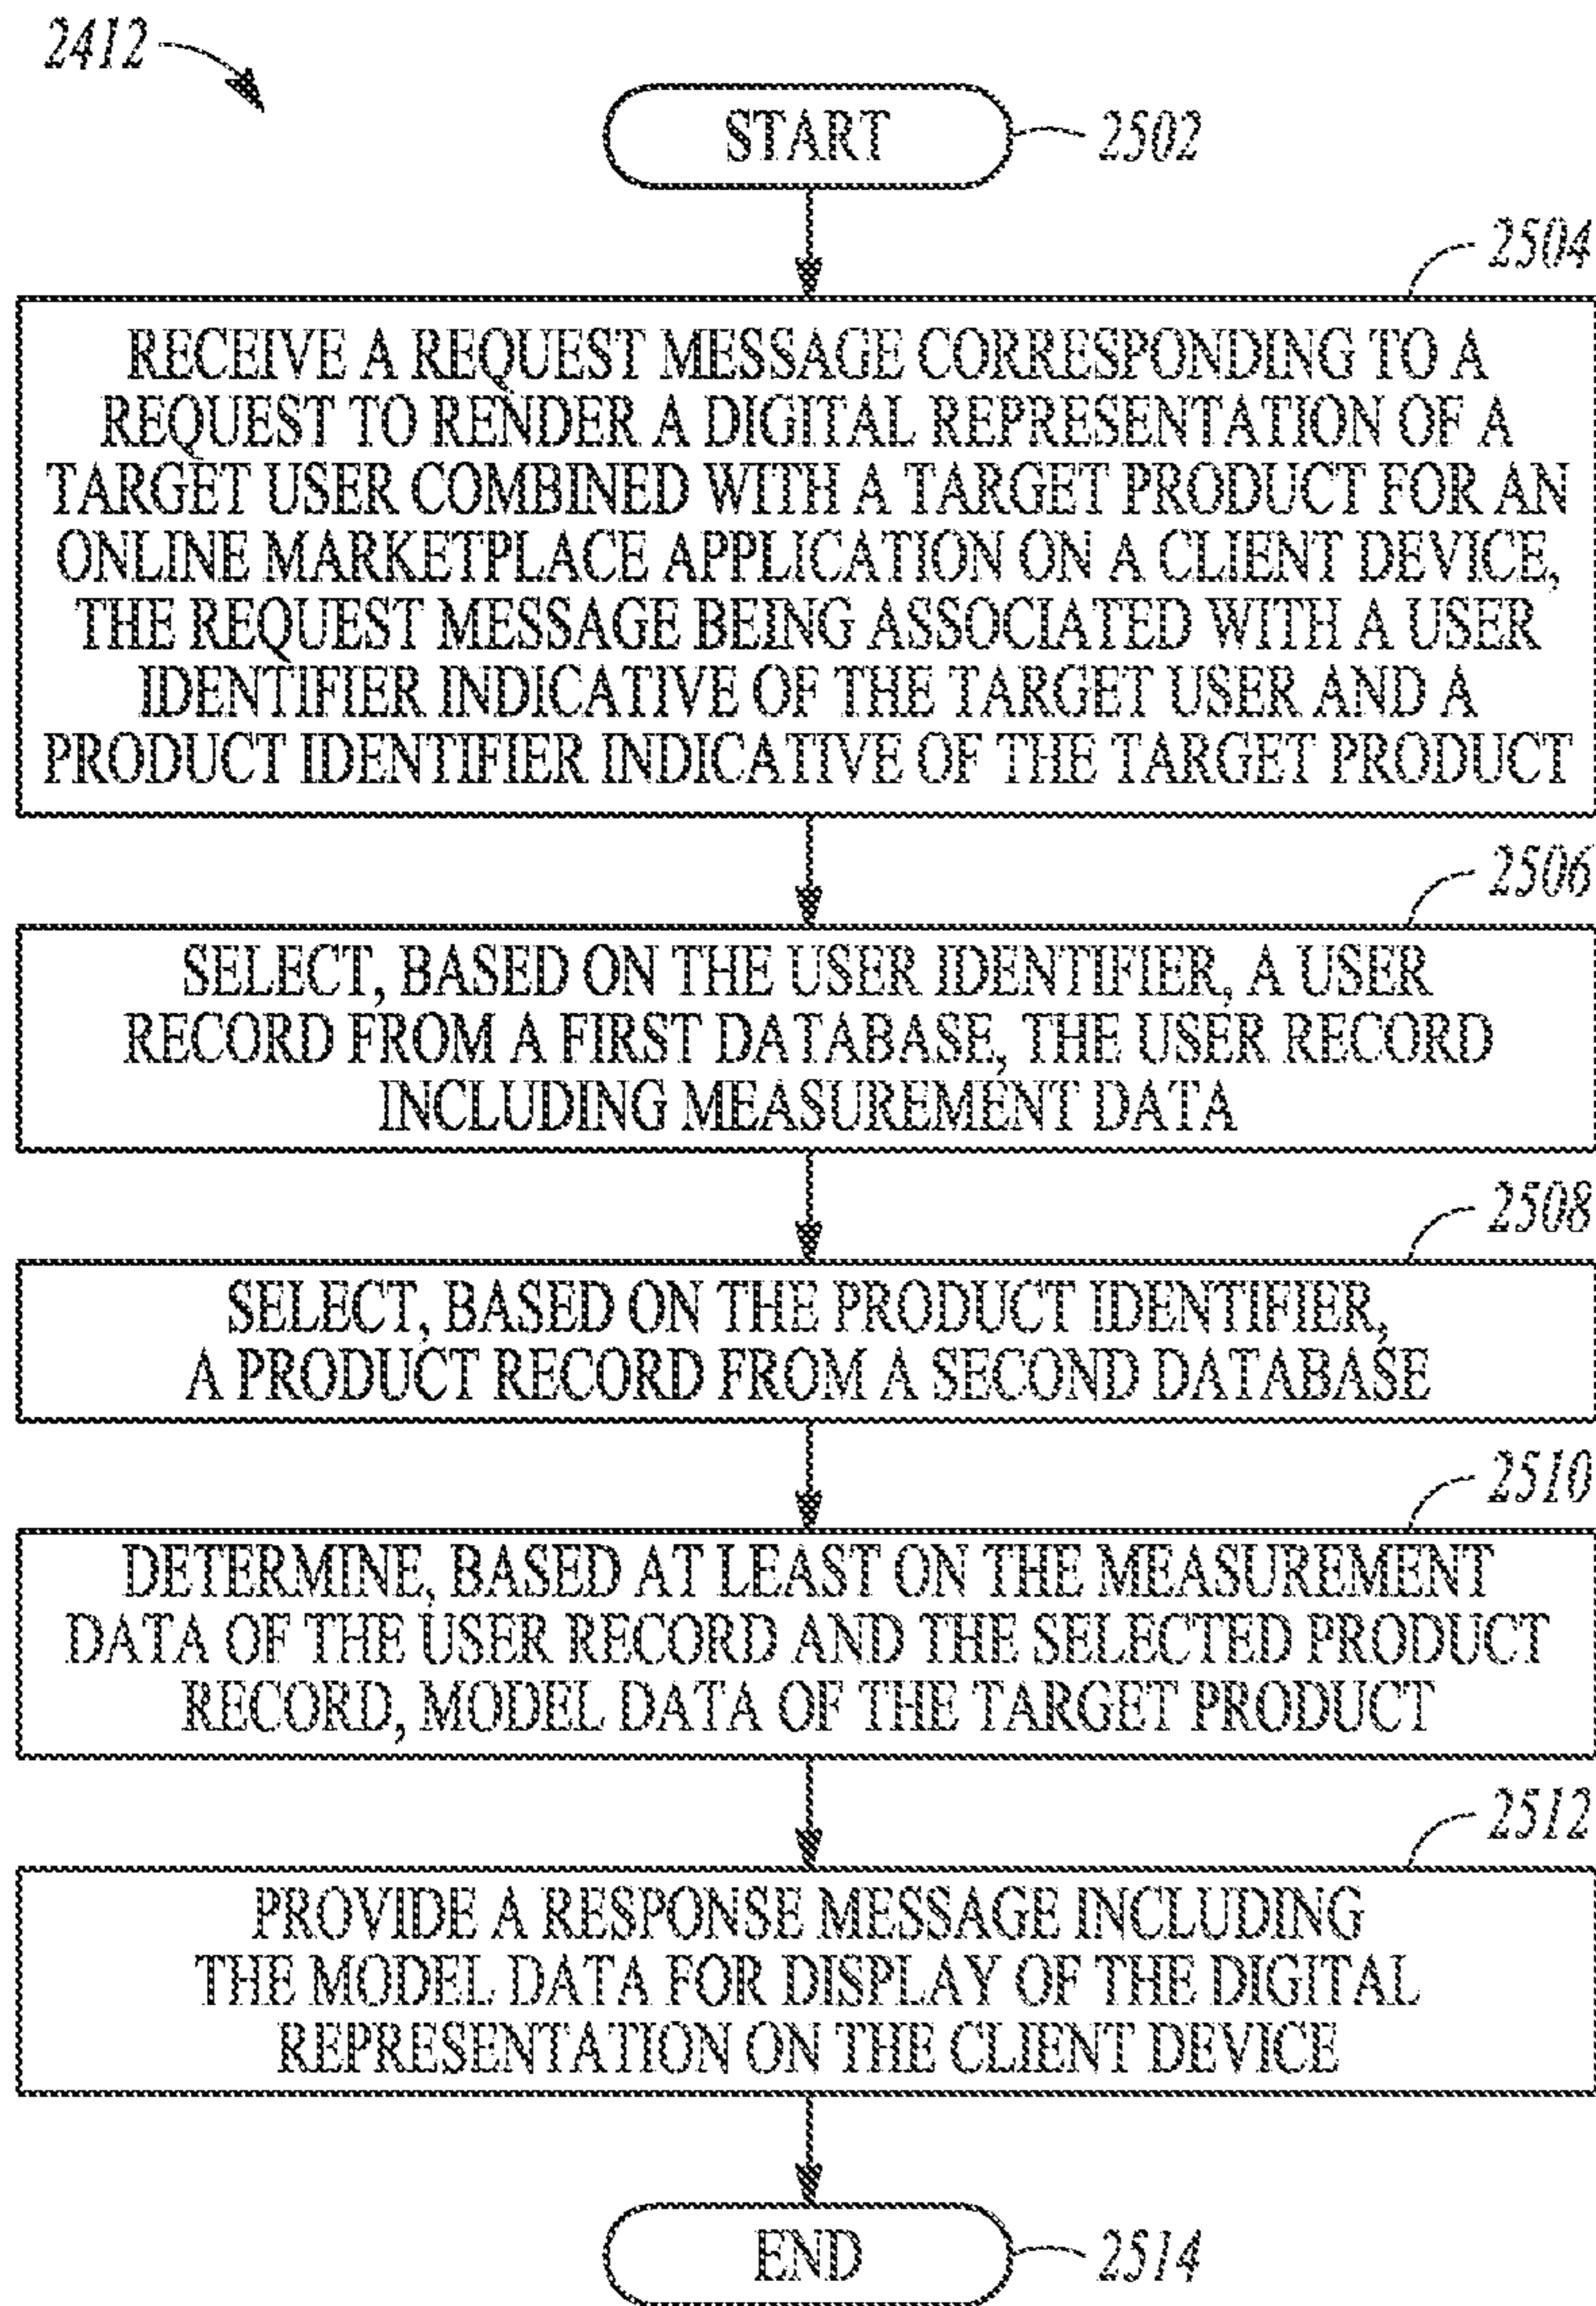 2412
START
2502
2504
RECEIVE A REQUEST MESSAGE CORRESPONDING TO A
REQUEST TO RENDER A DIGITAL REPRESENTATION OF A
TARGET USER COMBINED WITH A TARGET PRODUCT FOR AN
ONLINE MARKETPLACE APPLICATION ON A CLIENT DEVICE,
THE REQUEST MESSAGE BEING ASSOCIATED WITH A USER
IDENTIFIER INDICATIVE OF THE TARGET USER AND A
PRODUCT IDENTIFIER INDICATIVE OF THE TARGET PRODUCT
2506
SELECT, BASED ON THE USER IDENTIFIER, A USER
RECORD FROM A FIRST DATABASE, THE USER RECORD
INCLUDING MEASUREMENT DATA
2508
SELECT, BASED ON THE PRODUCT IDENTIFIER,
A PRODUCT RECORD FROM A SECOND DATABASE
2510
DETERMINE, BASED AT LEAST ON THE MEASUREMENT
DATA OF THE USER RECORD AND THE SELECTED PRODUCT
RECORD, MODEL DATA OF THE TARGET PRODUCT
2512
PROVIDE A RESPONSE MESSAGE INCLUDING
THE MODEL DATA FOR DISPLAY OF THE DIGITAL
REPRESENTATION ON THE CLIENT DEVICE
END
2514